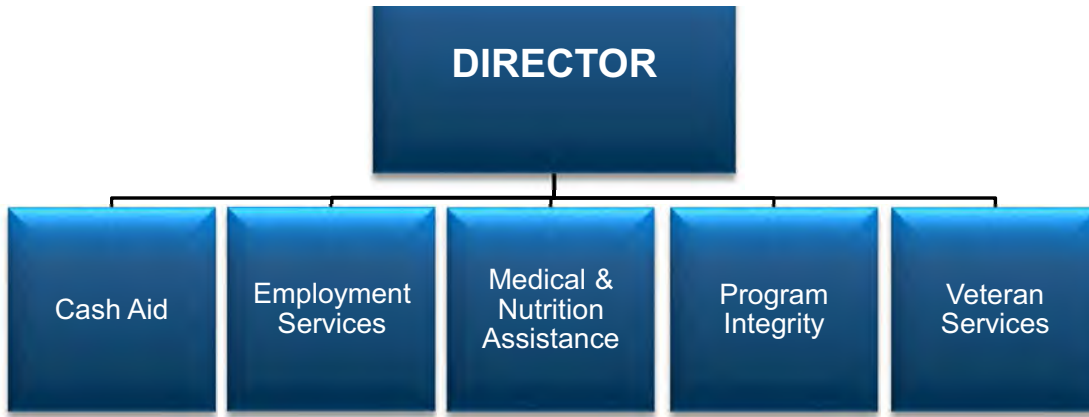 DIRECTOR
Cash Aid
Employment
Services
Medical &
Nutrition
Assistance
Program
Integrity
Veteran
Services